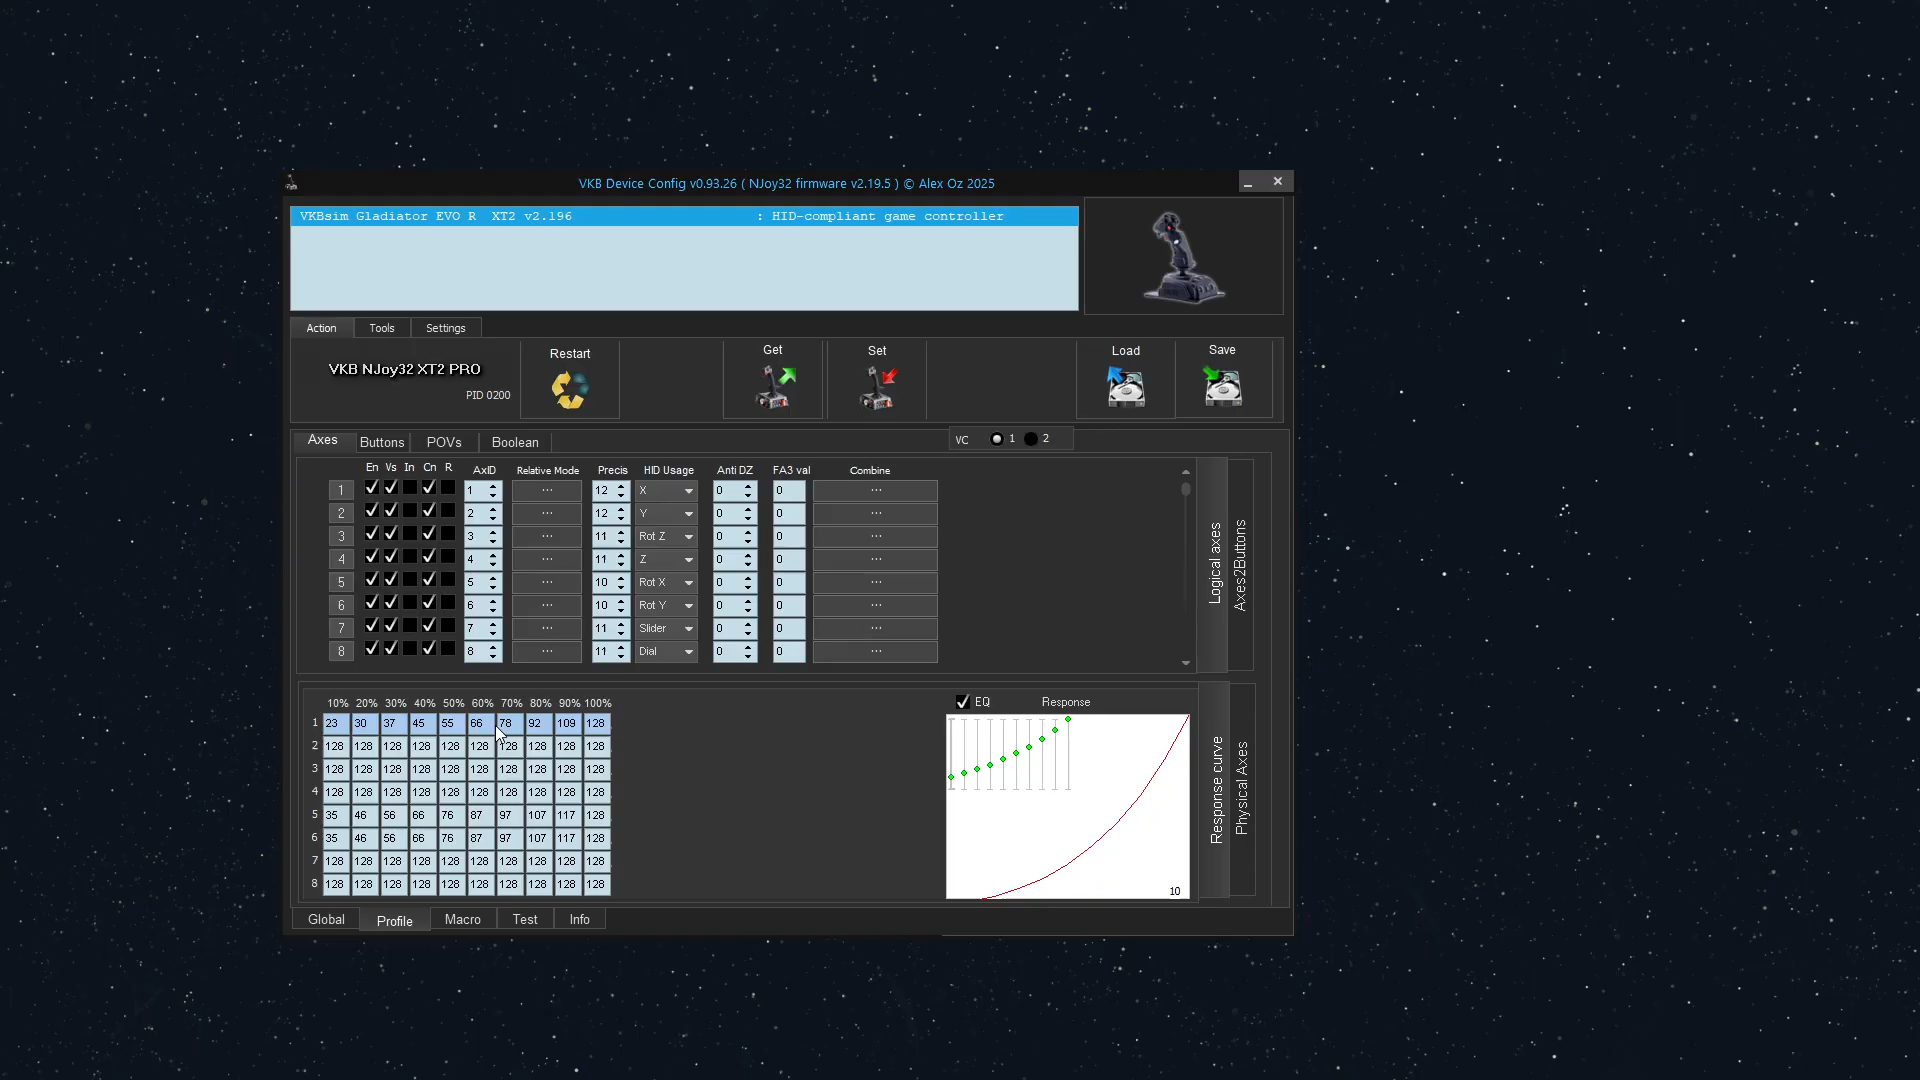 VKB Device Config v0.93.26 ( NJoy32 firmware v2.19.5 ) © Alex Oz 2025
VKBsim Gladiator EVO R XT2 v2.196 : HID-compliant game controller
Action Tools Settings
VKB NJoy32 XT2 PRO
PID 0200
Restart
Get
Set
Load
Save
Axes Buttons POVs Boolean
VC 1 2
En Vs In Cn R AxID Relative Mode Precis HID Usage Anti DZ FA3 val Combine
1 1 ... 12 X 0 0 ...
2 2 ... 12 Y 0 0 ...
3 3 ... 11 Rot Z 0 0 ...
4 4 ... 11 Z 0 0 ...
5 5 ... 10 Rot X 0 0 ...
6 6 ... 10 Rot Y 0 0 ...
7 7 ... 11 Slider 0 0 ...
8 8 ... 11 Dial 0 0 ...
Logical axes
Axes2Buttons
10% 20% 30% 40% 50% 60% 70% 80% 90% 100%
1 23 30 37 45 55 66 78 92 109 128
2 128 128 128 128 128 128 128 128 128 128
3 128 128 128 128 128 128 128 128 128 128
4 128 128 128 128 128 128 128 128 128 128
5 35 46 56 66 76 87 97 107 117 128
6 35 46 56 66 76 87 97 107 117 128
7 128 128 128 128 128 128 128 128 128 128
8 128 128 128 128 128 128 128 128 128 128
EQ Response
10
Response curve
Physical Axes
Global Profile Macro Test Info